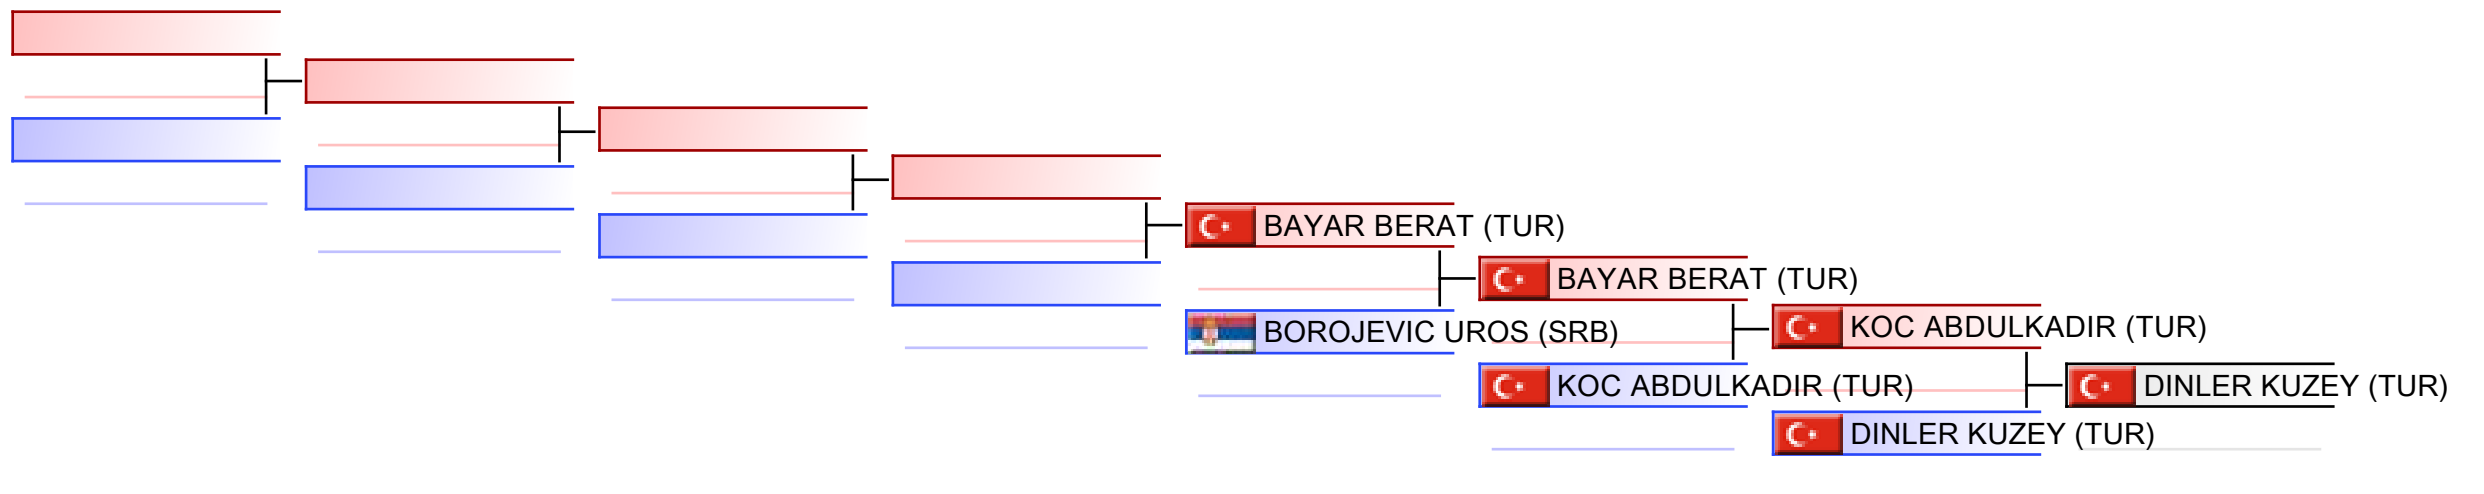 BAYAR BERAT (TUR)
BAYAR BERAT (TUR)
BOROJEVIC UROS (SRB)
KOC ABDULKADIR (TUR)
KOC ABDULKADIR (TUR)
DINLER KUZEY (TUR)
DINLER KUZEY (TUR)